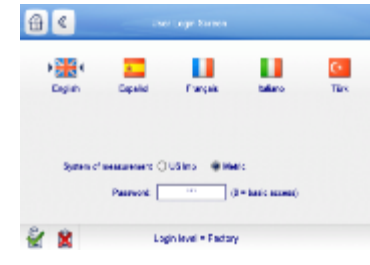 User Login Screen
English Español Français Italiano Türk
System of measurement: US Imp Metric
Password: *** (0 = basic access)
Login level = Factory